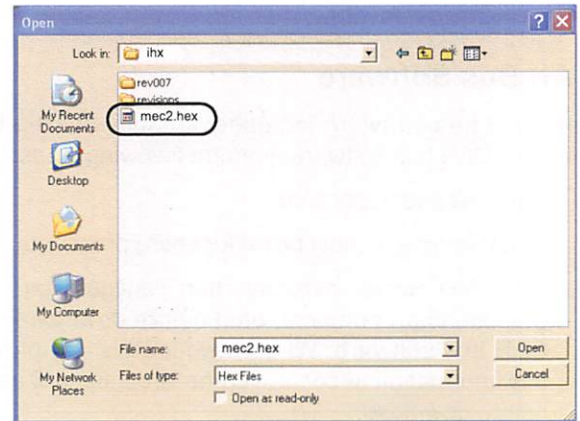 Open
Look in: ihx
rev007
revisions
mec2.hex
My Recent
Documents
Desktop
My Documents
My Computer
My Network
Places
File name: mec2.hex
Open
Files of type: Hex Files
Cancel
Open as read-only